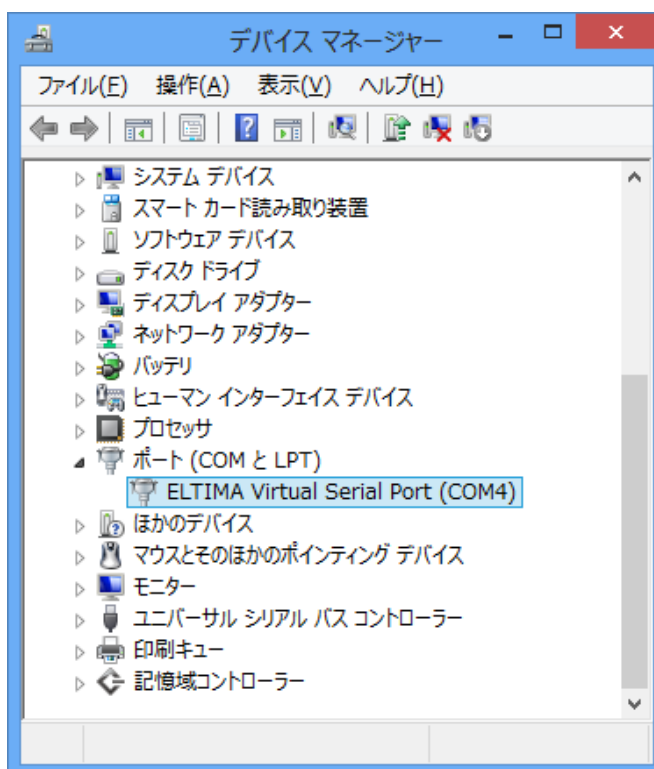 デバイス マネージャー
ファイル(F) 操作(A) 表示(V) ヘルプ(H)
システム デバイス
スマート カード読み取り装置
ソフトウェア デバイス
ディスク ドライブ
ディスプレイ アダプター
ネットワーク アダプター
バッテリ
ヒューマン インターフェイス デバイス
プロセッサ
ポート (COM と LPT)
ELTIMA Virtual Serial Port (COM4)
ほかのデバイス
マウスとそのほかのポインティング デバイス
モニター
ユニバーサル シリアル バス コントローラー
印刷キュー
記憶域コントローラー